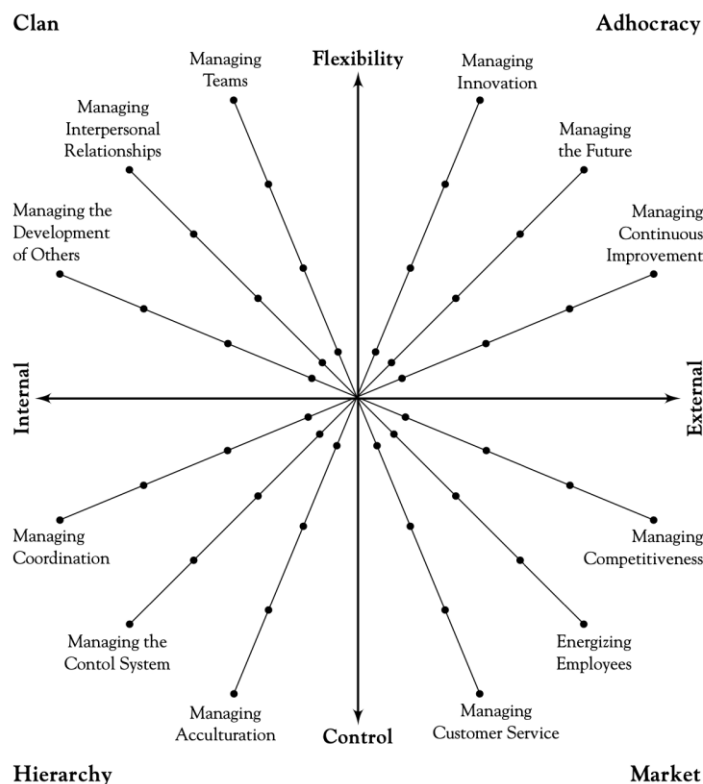 Clan
Adhocracy
Managing
Teams
Flexibility
Managing
Innovation
Managing
Interpersonal
Relationships
Managing
the Future
Managing the
Development
of Others
Managing
Continuous
Improvement
Internal
External
Managing
Coordination
Managing
Competitiveness
Managing the
Contol System
Energizing
Employees
Managing
Acculturation
Control
Managing
Customer Service
Hierarchy
Market